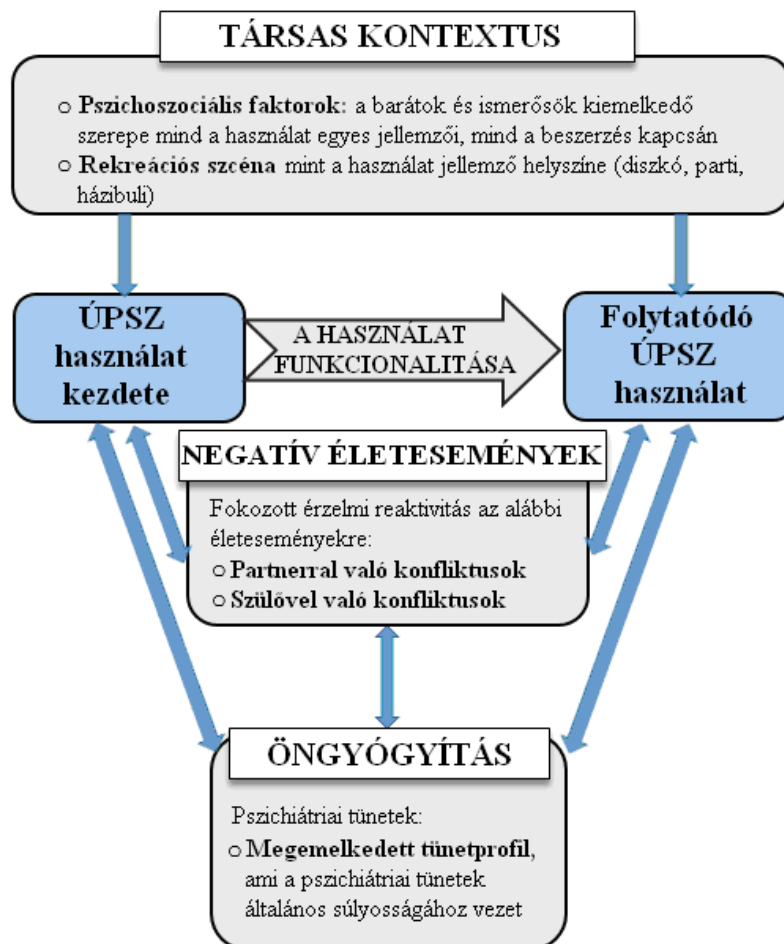 TÁRSAS KONTEXTUS
o Pszichoszociális faktorok: a barátok és ismerősök kiemelkedő
szerepe mind a használat egyes jellemzői, mind a beszerzés kapcsán
o Rekreációs szcéna mint a használat jellemző helyszíne (diszkó, parti,
házibuli)
ÚPSZ
használat
kezdete
A HASZNÁLAT
FUNKCIONALITÁSA
Folytatódó
ÚPSZ
használat
NEGATÍV ÉLETESEMÉNYEK
Fokozott érzelmi reaktivitás az alábbi
életeseményekre:
o Partnerral való konfliktusok
o Szülővel való konfliktusok
ÖNGYÓGYÍTÁS
Pszichiátriai tünetek:
o Megemelkedett tünetprofil,
ami a pszichiátriai tünetek
általános súlyosságához vezet